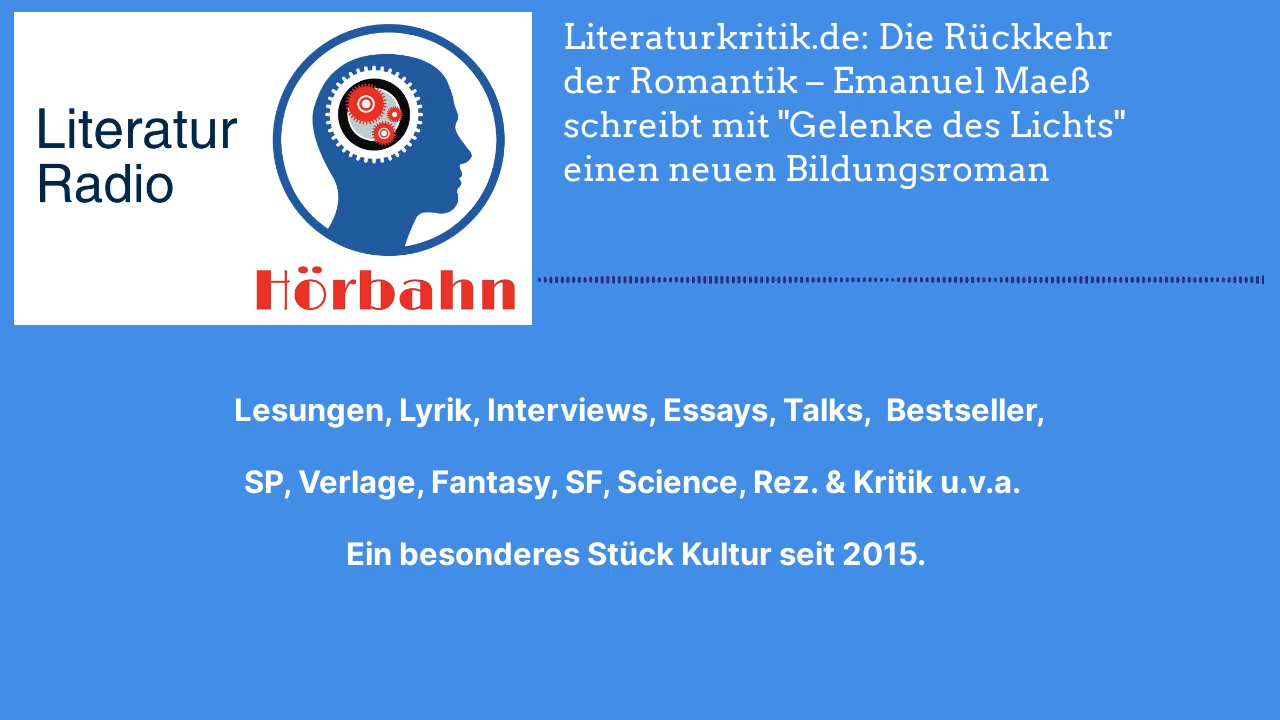 Literatur
Radio
Hörbahn
Literaturkritik.de: Die Rückkehr
der Romantik – Emanuel Maeß
schreibt mit "Gelenke des Lichts"
einen neuen Bildungsroman
Lesungen, Lyrik, Interviews, Essays, Talks,  Bestseller,
SP, Verlage, Fantasy, SF, Science, Rez. & Kritik u.v.a.
Ein besonderes Stück Kultur seit 2015.